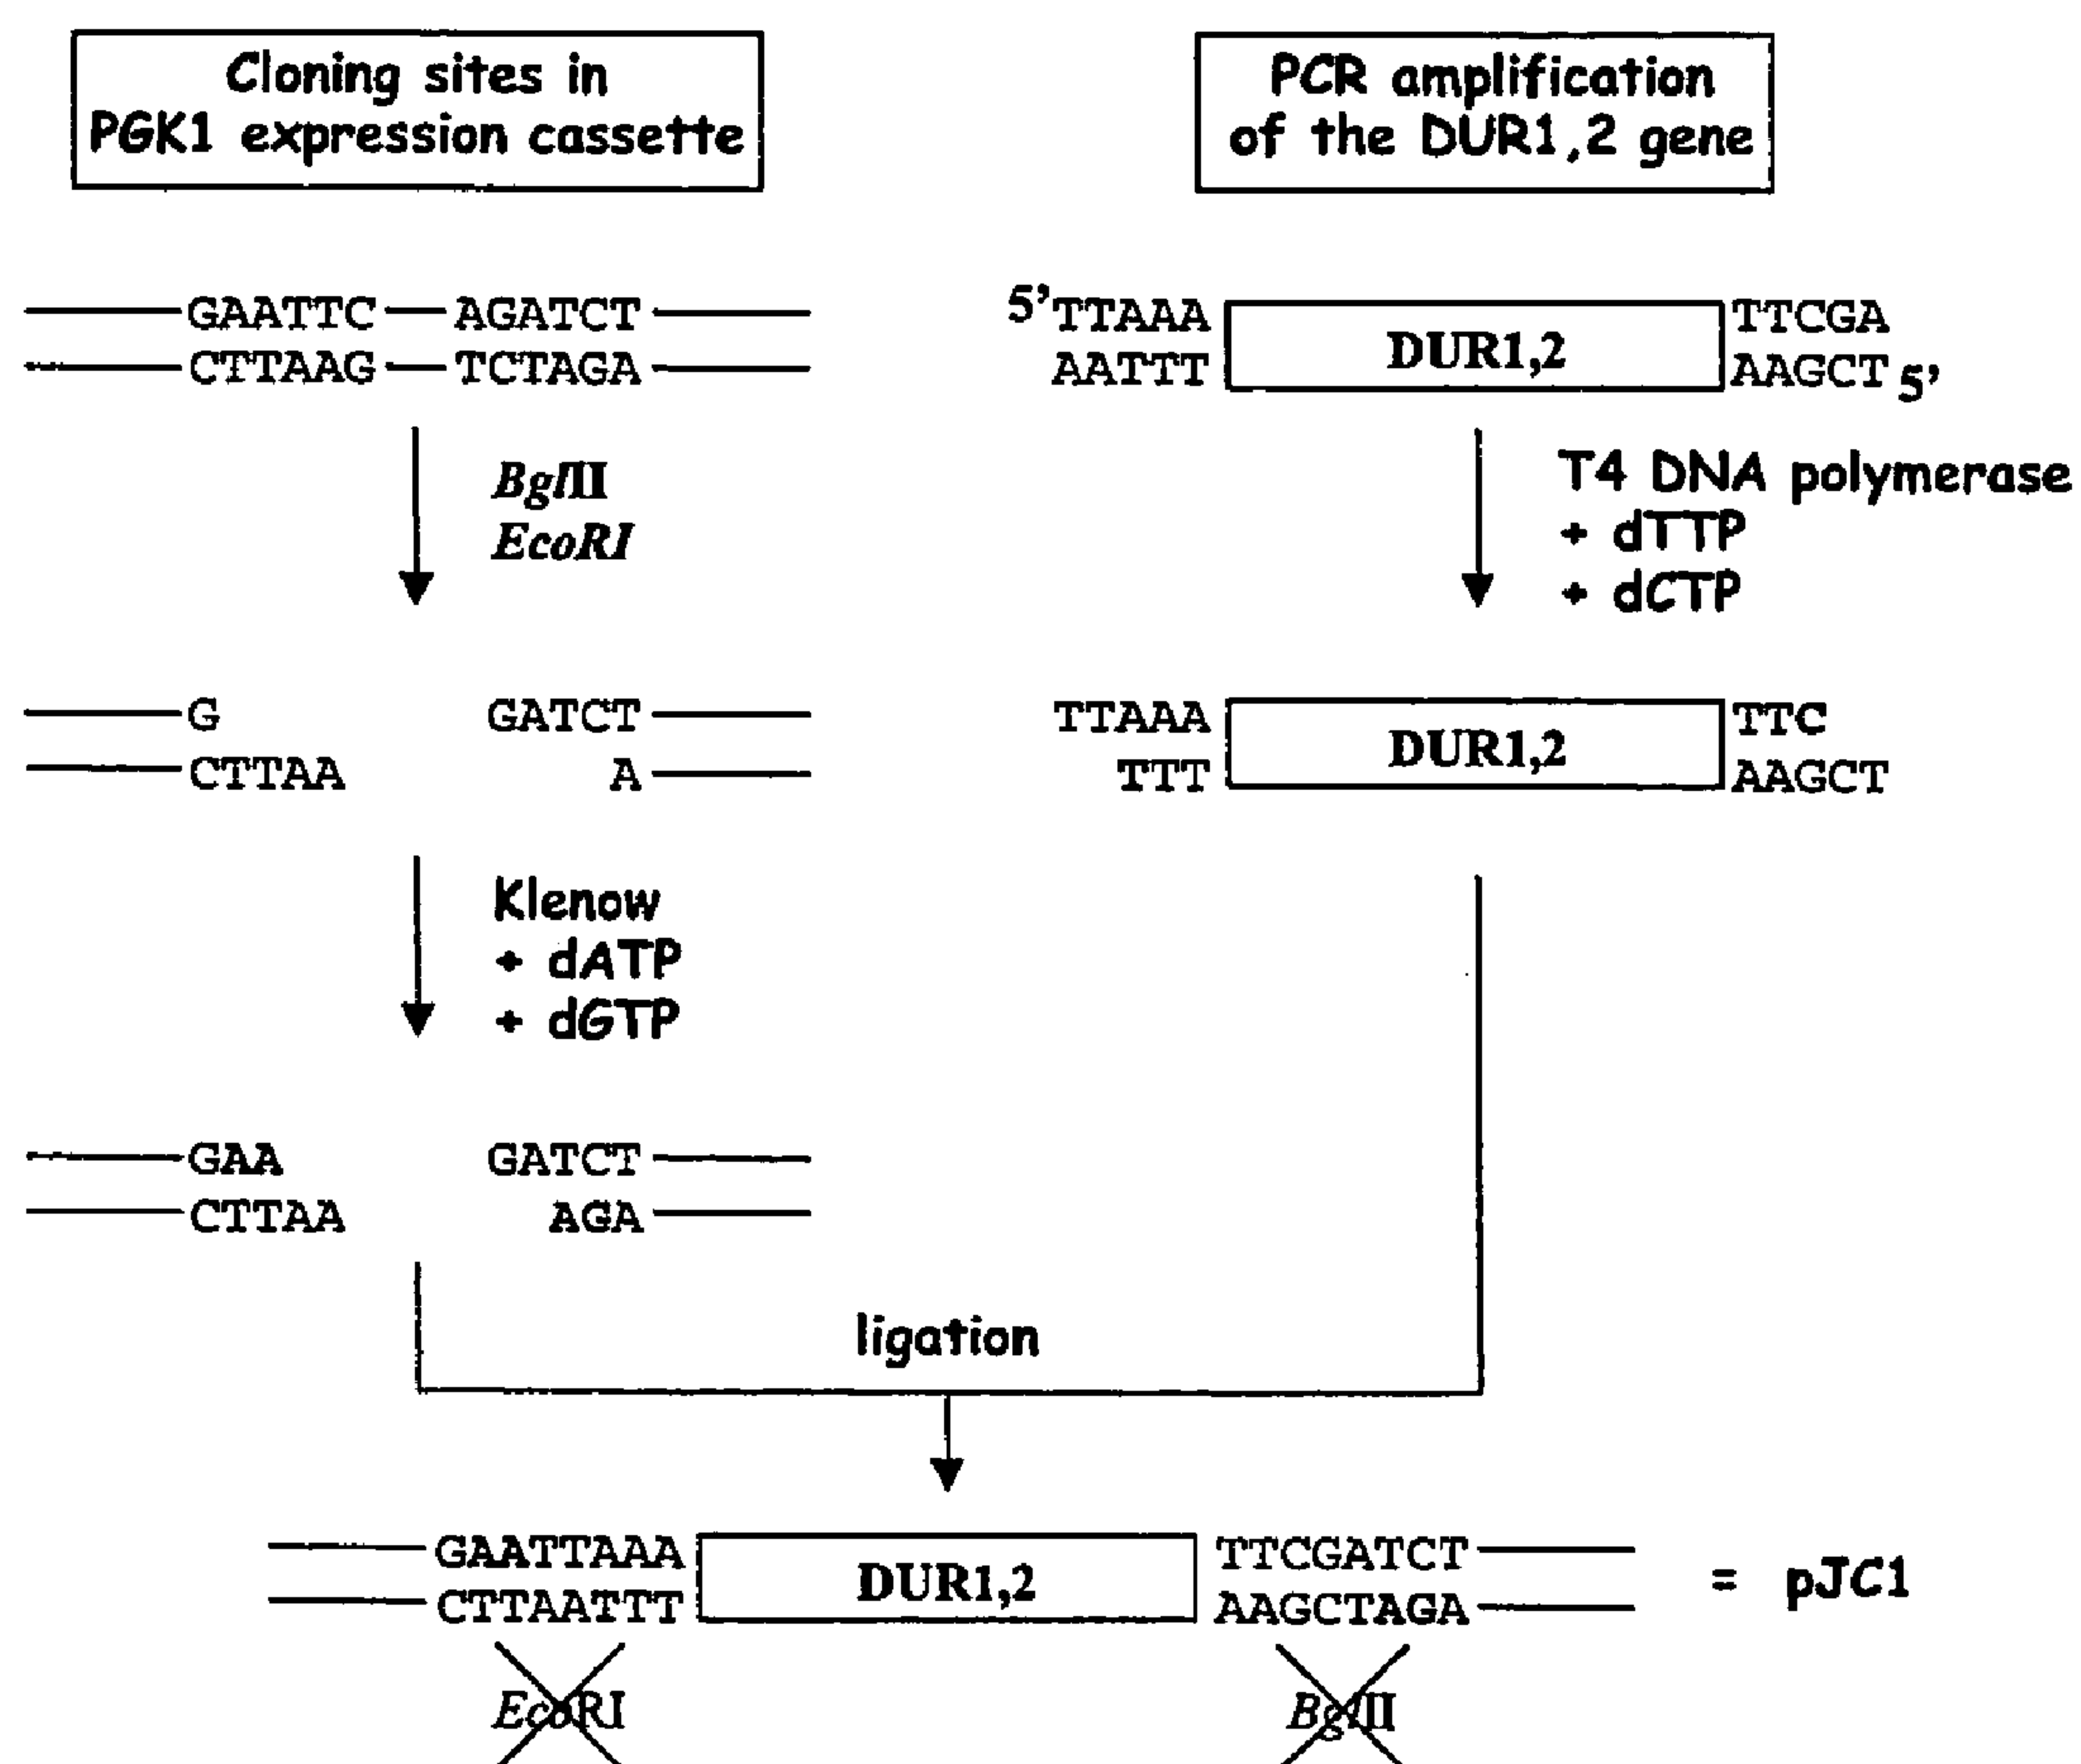 Cloning sites in
PGK1 expression cassette
PCR amplification
of the DUR1,2 gene
GAATTC AGATCT
CTTAAG TCTAGA
5'TTAAA DUR1,2 TTCGA
AATTT AAGCT 5'
BglII
EcoRI
T4 DNA polymerase
+ dTTP
+ dCTP
G GATCT
CTTAA A
TTAAA DUR1,2 TTC
TTT AAGCT
Klenow
+ dATP
+ dGTP
GAA GATCT
CTTAA AGA
ligation
GAATTAAA DUR1,2 TTCGATCT = pJC1
CTTAATTT AAGCTAGA
EcoRI BglII